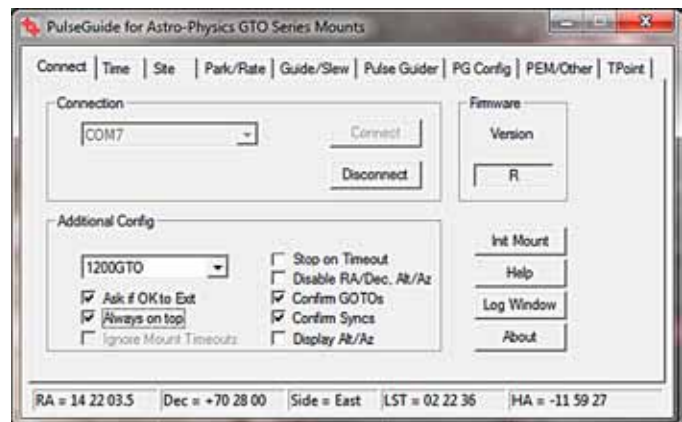 PulseGuide for Astro-Physics GTO Series Mounts
Connect Time Site Park/Rate Guide/Slew Pulse Guider PG Config PEM/Other TPoint
Connection
COM7
Connect
Disconnect
Firmware
Version
R
Additional Config
1200GTO
Ask if OK to Exit
Always on top
Ignore Mount Timeouts
Stop on Timeout
Disable RA/Dec, Alt/Az
Confirm GOTOs
Confirm Syncs
Display Alt/Az
Init Mount
Help
Log Window
About
RA = 14 22 03.5 Dec = +70 28 00 Side = East LST = 02 22 36 HA = -11 59 27